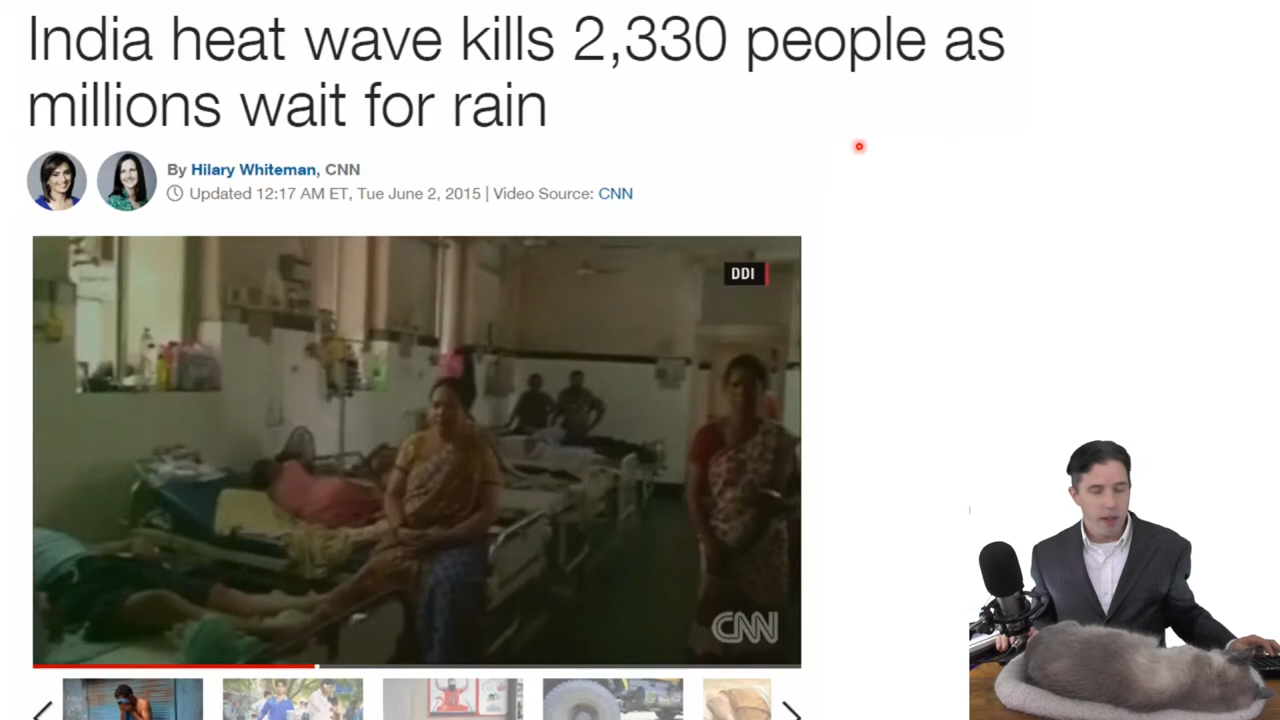 India heat wave kills 2,330 people as
millions wait for rain
By Hilary Whiteman, CNN
Updated 12:17 AM ET, Tue June 2, 2015 | Video Source: CNN
DDI
CNN